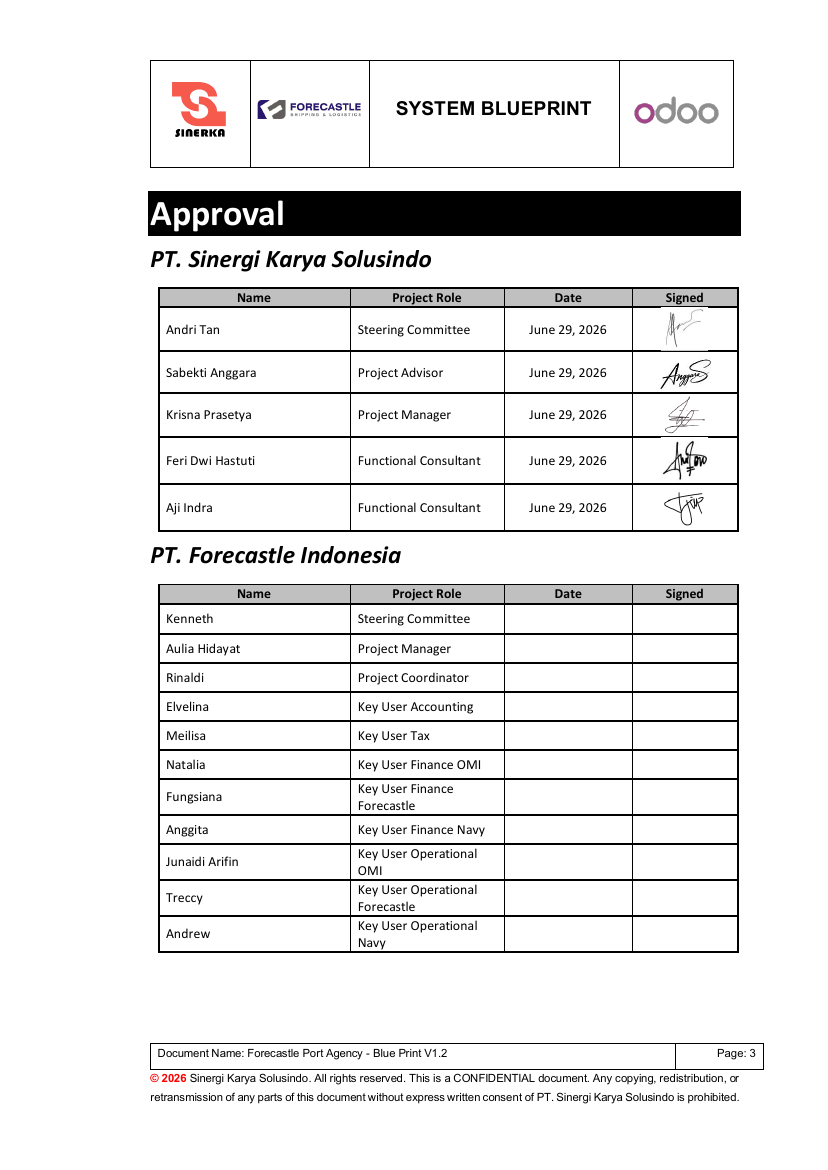 SINERKA
FORECASTLE
SHIPPING & LOGISTICS
SYSTEM BLUEPRINT
odoo
Approval
PT. Sinergi Karya Solusindo
Name Project Role Date Signed
Andri Tan Steering Committee June 29, 2026
Sabekti Anggara Project Advisor June 29, 2026
Krisna Prasetya Project Manager June 29, 2026
Feri Dwi Hastuti Functional Consultant June 29, 2026
Aji Indra Functional Consultant June 29, 2026
PT. Forecastle Indonesia
Name Project Role Date Signed
Kenneth Steering Committee
Aulia Hidayat Project Manager
Rinaldi Project Coordinator
Elvelina Key User Accounting
Meilisa Key User Tax
Natalia Key User Finance OMI
Fungsiana Key User Finance
Forecastle
Anggita Key User Finance Navy
Junaidi Arifin Key User Operational
OMI
Treccy Key User Operational
Forecastle
Andrew Key User Operational
Navy
Document Name: Forecastle Port Agency - Blue Print V1.2 Page: 3
© 2026 Sinergi Karya Solusindo. All rights reserved. This is a CONFIDENTIAL document. Any copying, redistribution, or
retransmission of any parts of this document without express written consent of PT. Sinergi Karya Solusindo is prohibited.